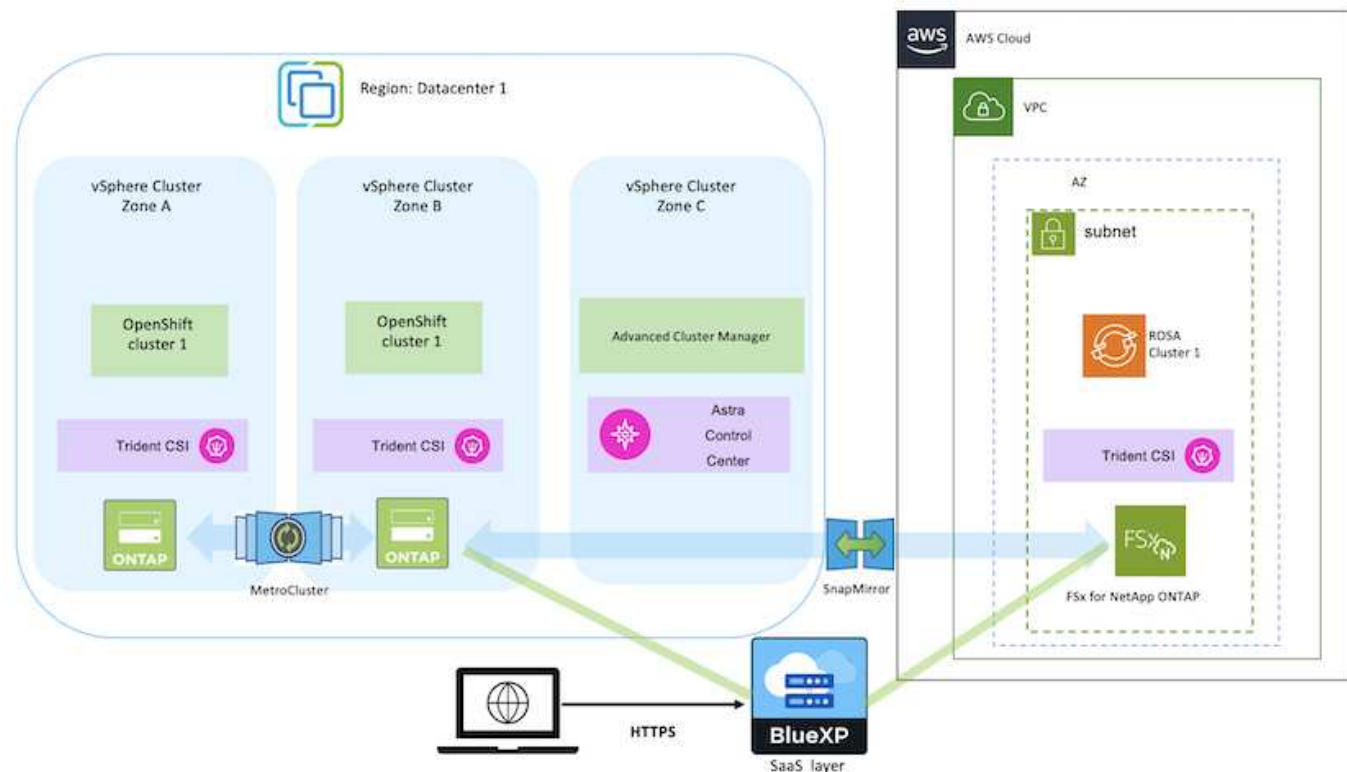 aws
AWS Cloud
Region: Datacenter 1
VPC
vSphere Cluster
Zone A
vSphere Cluster
Zone B
vSphere Cluster
Zone C
AZ
subnet
OpenShift
cluster 1
OpenShift
cluster 1
Advanced Cluster Manager
ROSA
Cluster 1
Trident CSI
Trident CSI
Astra
Control
Center
Trident CSI
ONTAP
ONTAP
FSx
N
MetroCluster
SnapMirror
FSx for NetApp ONTAP
HTTPS
BlueXP
SaaS layer